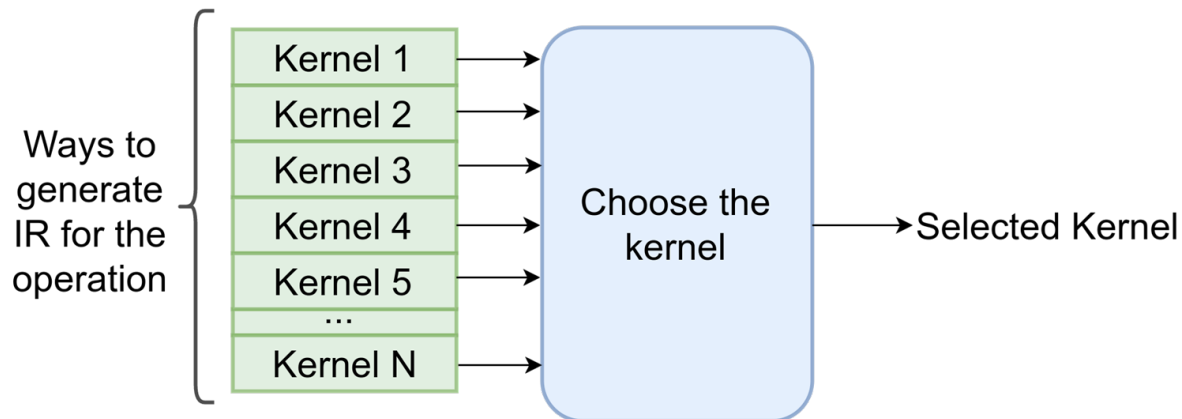 Ways to
generate
IR for the
operation
Kernel 1
Kernel 2
Kernel 3
Kernel 4
Kernel 5
...
Kernel N
Choose the
kernel
Selected Kernel